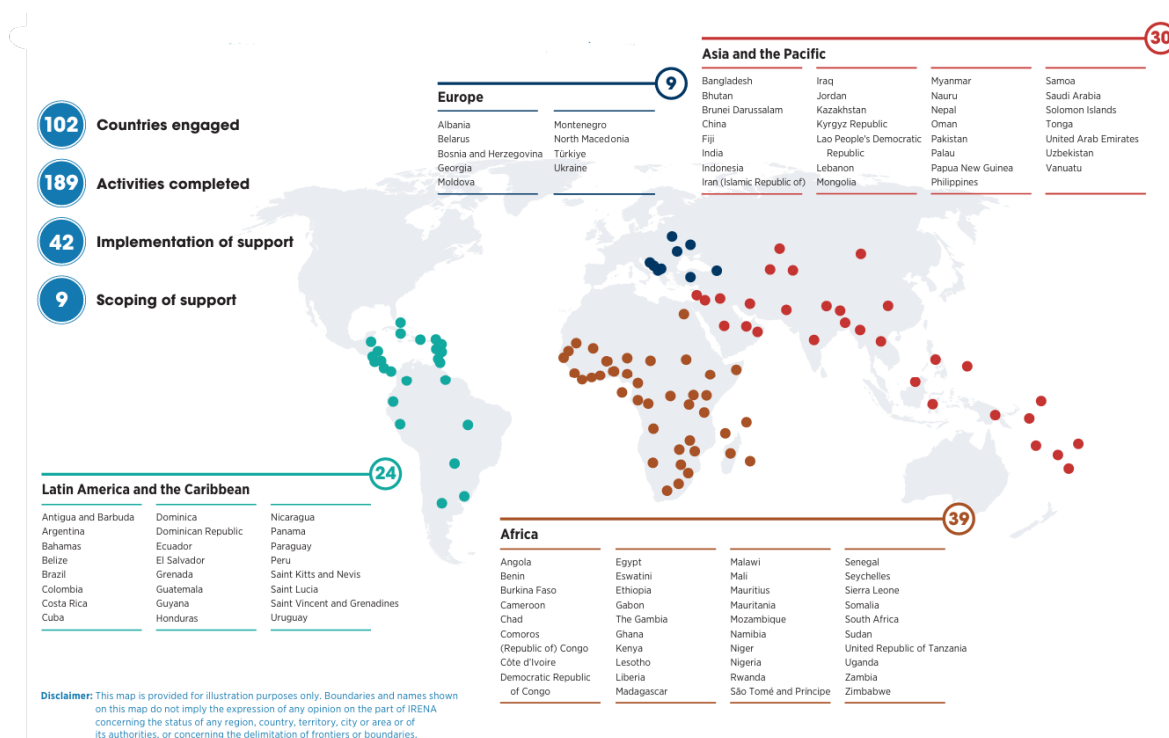 102 Countries engaged
189 Activities completed
42 Implementation of support
9 Scoping of support
9
Europe
Albania
Belarus
Bosnia and Herzegovina
Georgia
Moldova
Montenegro
North Macedonia
Türkiye
Ukraine
30
Asia and the Pacific
Bangladesh
Bhutan
Brunei Darussalam
China
Fiji
India
Indonesia
Iran (Islamic Republic of)
Iraq
Jordan
Kazakhstan
Kyrgyz Republic
Lao People's Democratic
Republic
Lebanon
Mongolia
Myanmar
Nauru
Nepal
Oman
Pakistan
Palau
Papua New Guinea
Philippines
Samoa
Saudi Arabia
Solomon Islands
Tonga
United Arab Emirates
Uzbekistan
Vanuatu
24
Latin America and the Caribbean
Antigua and Barbuda
Argentina
Bahamas
Belize
Brazil
Colombia
Costa Rica
Cuba
Dominica
Dominican Republic
Ecuador
El Salvador
Grenada
Guatemala
Guyana
Honduras
Nicaragua
Panama
Paraguay
Peru
Saint Kitts and Nevis
Saint Lucia
Saint Vincent and Grenadines
Uruguay
39
Africa
Angola
Benin
Burkina Faso
Cameroon
Chad
Comoros
(Republic of) Congo
Côte d'Ivoire
Democratic Republic
of Congo
Egypt
Eswatini
Ethiopia
Gabon
The Gambia
Ghana
Kenya
Lesotho
Liberia
Madagascar
Malawi
Mali
Mauritius
Mauritania
Mozambique
Namibia
Niger
Nigeria
Rwanda
São Tomé and Príncipe
Senegal
Seychelles
Sierra Leone
Somalia
South Africa
Sudan
United Republic of Tanzania
Uganda
Zambia
Zimbabwe
Disclaimer: This map is provided for illustration purposes only. Boundaries and names shown
on this map do not imply the expression of any opinion on the part of IRENA
concerning the status of any region, country, territory, city or area or of
its authorities, or concerning the delimitation of frontiers or boundaries.